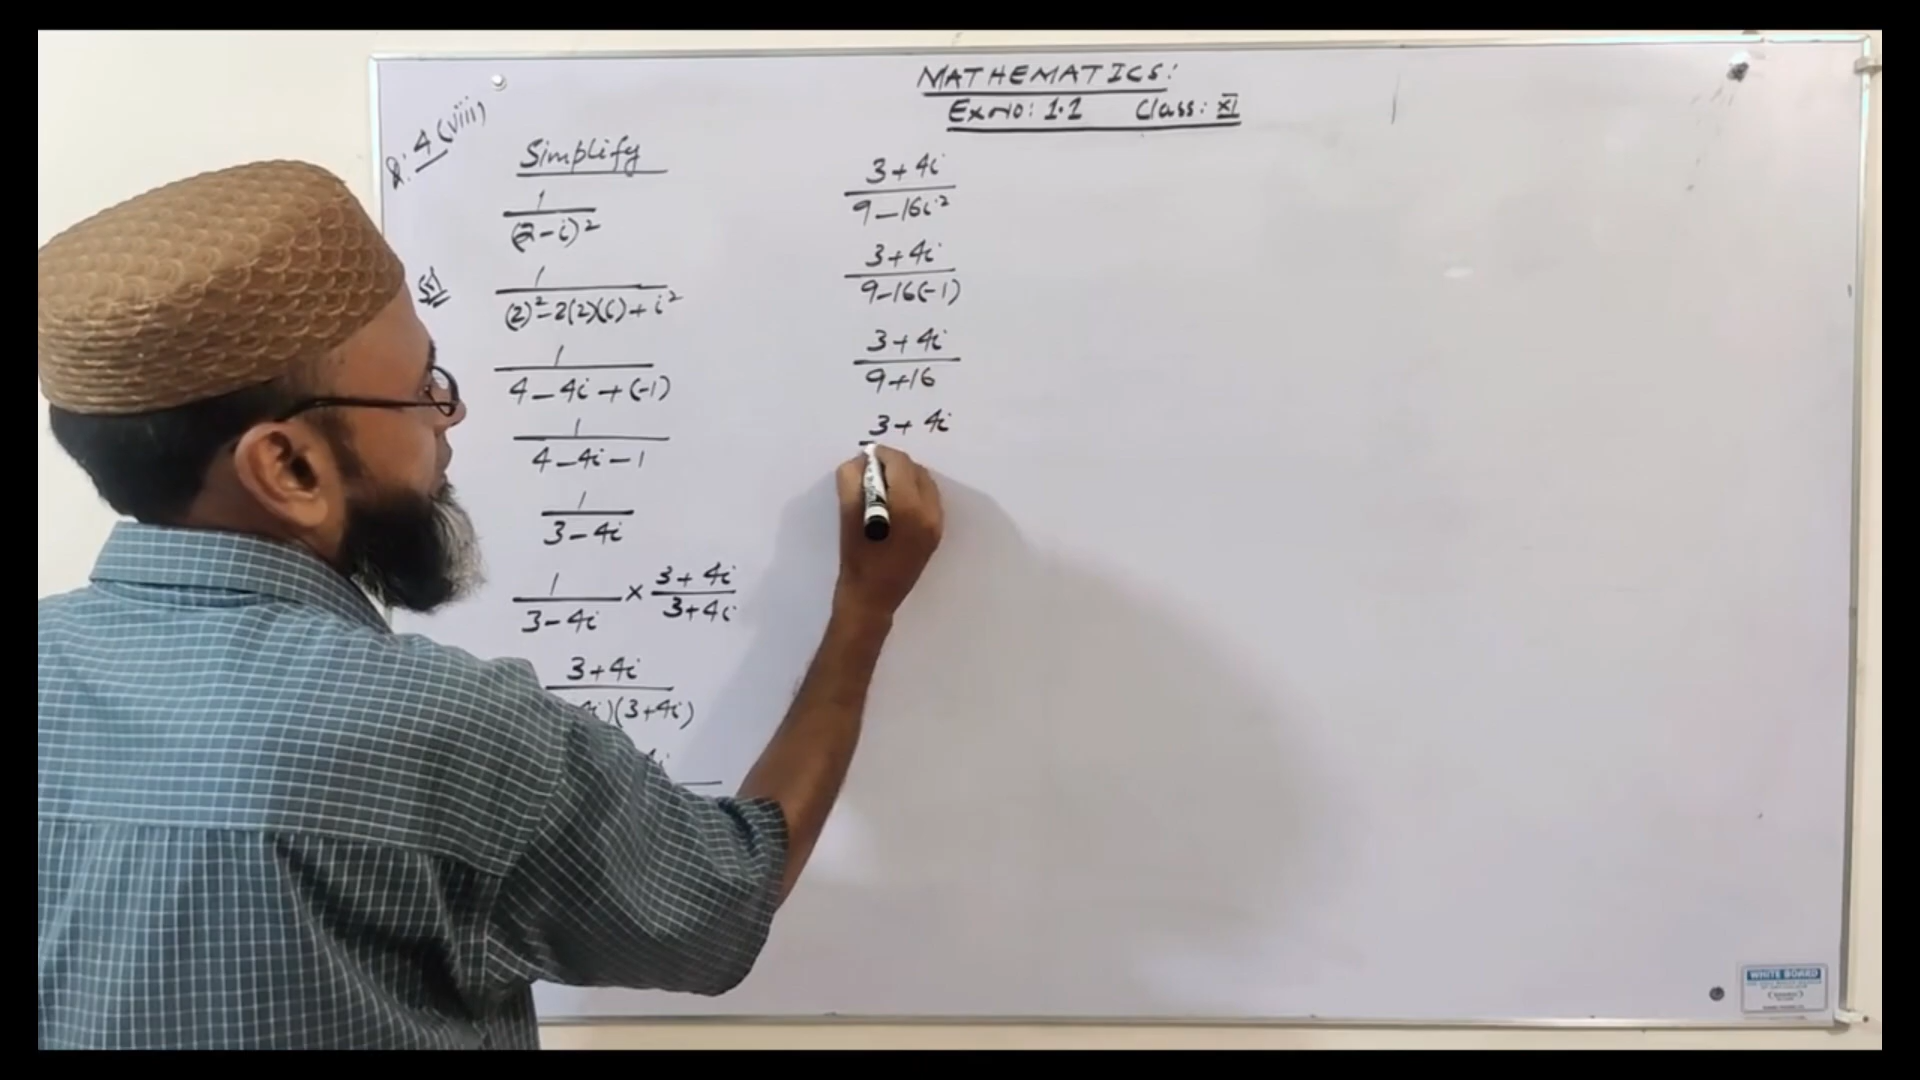 MATHEMATICS:
Ex NO: 1.1 Class: XI
Q: 4 (viii)
Simplify
1
(2-i)²
Sol
1
(2)²-2(2)(i)+i²
1
4-4i+(-1)
1
4-4i-1
1
3-4i
1 × 3+4i
3-4i 3+4i
3+4i
4i)(3+4i)
4i
3+4i
9-16i²
3+4i
9-16(-1)
3+4i
9+16
3+4i
WHITE BOARD